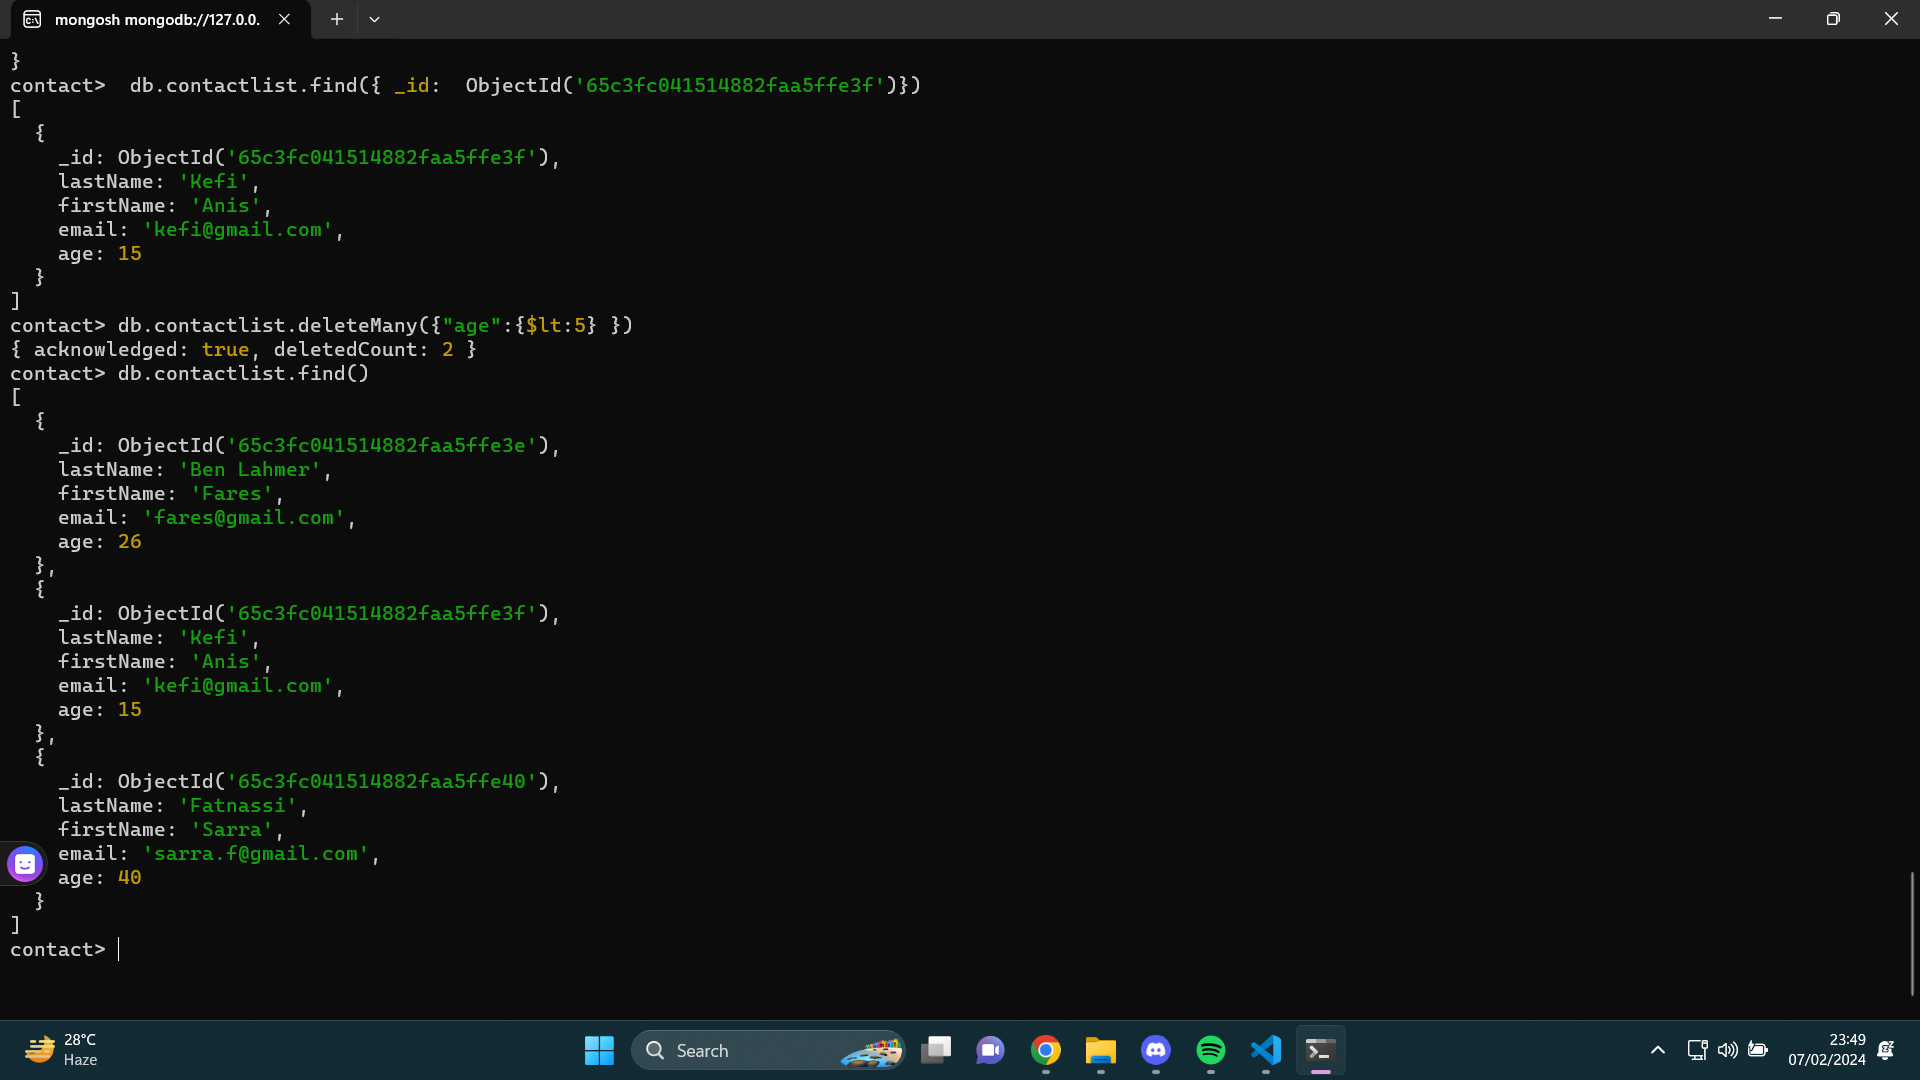 mongosh mongodb://127.0.0.
}
contact>  db.contactlist.find({ _id:  ObjectId('65c3fc041514882faa5ffe3f')})
[
  {
    _id: ObjectId('65c3fc041514882faa5ffe3f'),
    lastName: 'Kefi',
    firstName: 'Anis',
    email: 'kefi@gmail.com',
    age: 15
  }
]
contact> db.contactlist.deleteMany({"age":{$lt:5} })
{ acknowledged: true, deletedCount: 2 }
contact> db.contactlist.find()
[
  {
    _id: ObjectId('65c3fc041514882faa5ffe3e'),
    lastName: 'Ben Lahmer',
    firstName: 'Fares',
    email: 'fares@gmail.com',
    age: 26
  },
  {
    _id: ObjectId('65c3fc041514882faa5ffe3f'),
    lastName: 'Kefi',
    firstName: 'Anis',
    email: 'kefi@gmail.com',
    age: 15
  },
  {
    _id: ObjectId('65c3fc041514882faa5ffe40'),
    lastName: 'Fatnassi',
    firstName: 'Sarra',
    email: 'sarra.f@gmail.com',
    age: 40
  }
]
contact>
28°C
Haze
Search
23:49
07/02/2024